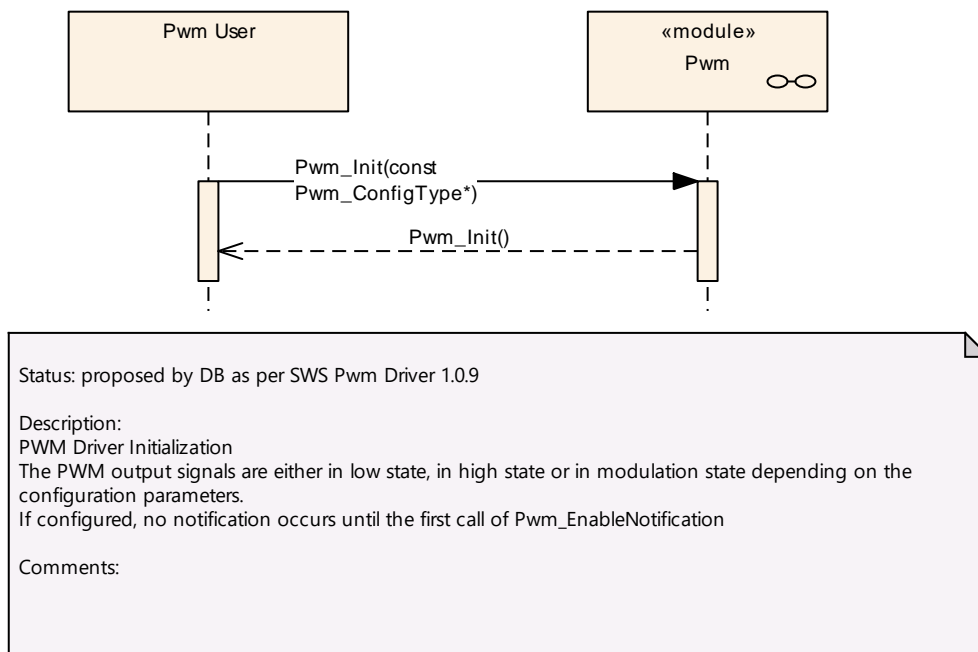 Pwm User
«module»
Pwm
Pwm_Init(const
Pwm_ConfigType*)
Pwm_Init()
Status: proposed by DB as per SWS Pwm Driver 1.0.9
Description:
PWM Driver Initialization
The PWM output signals are either in low state, in high state or in modulation state depending on the
configuration parameters.
If configured, no notification occurs until the first call of Pwm_EnableNotification
Comments: